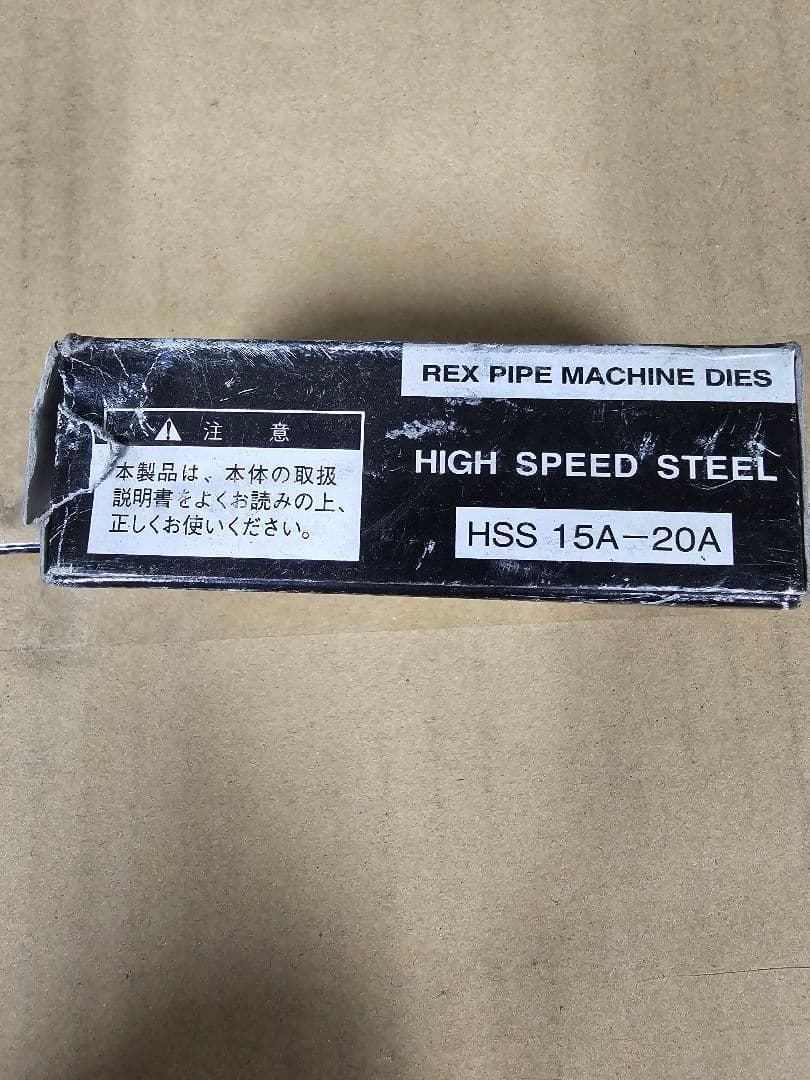 REX PIPE MACHINE DIES
HIGH SPEED STEEL
HSS 15A－20A
注 意
本製品は、本体の取扱
説明書をよくお読みの上、
正しくお使いください。